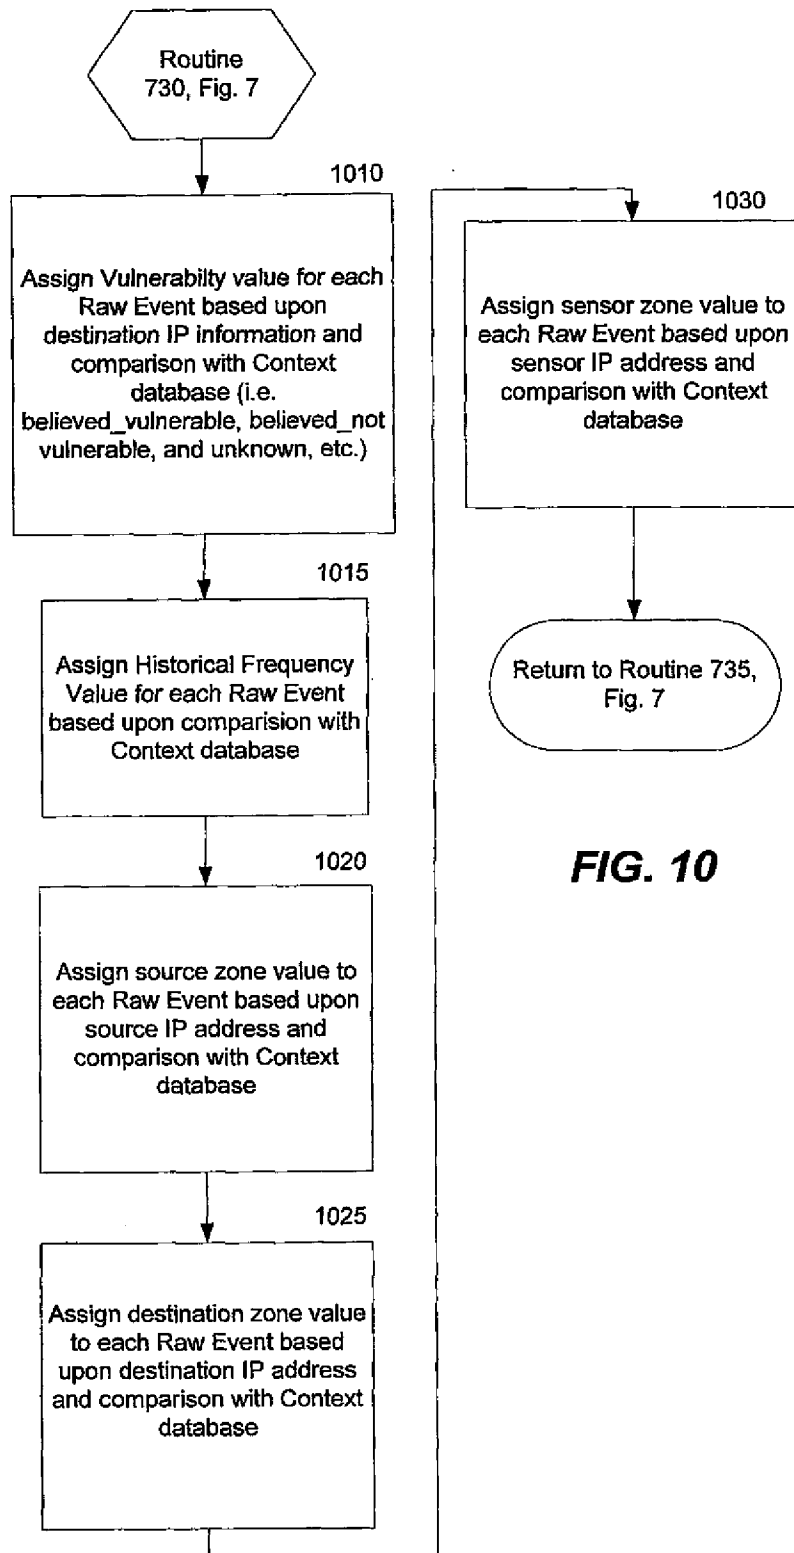 Routine
730, Fig. 7
1010
Assign Vulnerabilty value for each
Raw Event based upon
destination IP information and
comparison with Context
database (i.e.
believed_vulnerable, believed_not
vulnerable, and unknown, etc.)
1015
Assign Historical Frequency
Value for each Raw Event
based upon comparision with
Context database
1020
Assign source zone value to
each Raw Event based upon
source IP address and
comparison with Context
database
1025
Assign destination zone value
to each Raw Event based
upon destination IP address
and comparison with Context
database
1030
Assign sensor zone value to
each Raw Event based upon
sensor IP address and
comparison with Context
database
Return to Routine 735,
Fig. 7
FIG. 10